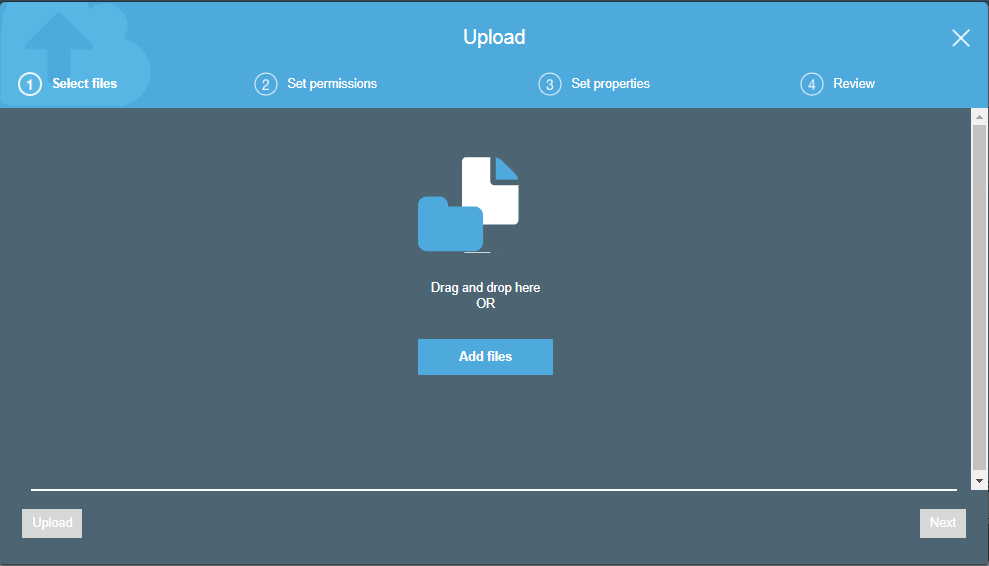 Upload
1 Select files
2 Set permissions
3 Set properties
4 Review
Drag and drop here
OR
Add files
Upload
Next